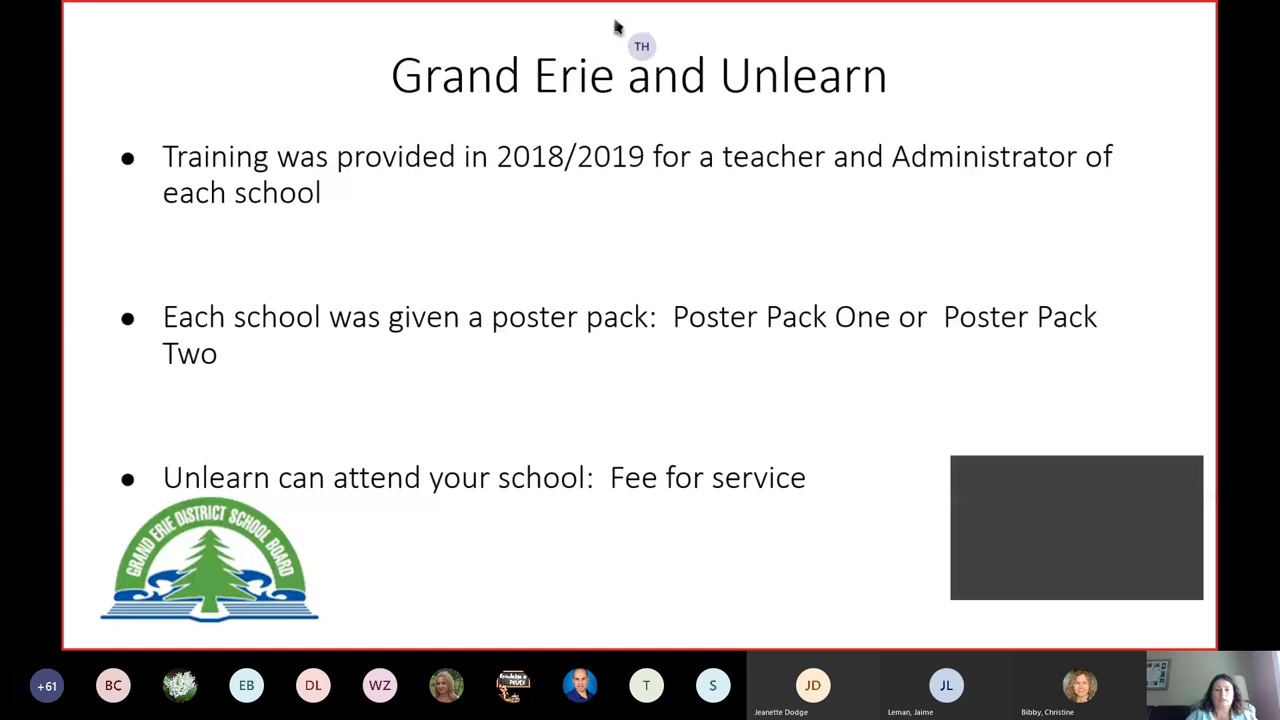 TH
Grand Erie and Unlearn
● Training was provided in 2018/2019 for a teacher and Administrator of
each school
● Each school was given a poster pack: Poster Pack One or Poster Pack
Two
● Unlearn can attend your school: Fee for service
GRAND ERIE DISTRICT SCHOOL BOARD
+61
BC
EB
DL
WZ
T
S
JD
JL
Jeanette Dodge
Leman, Jaime
Bibby, Christine